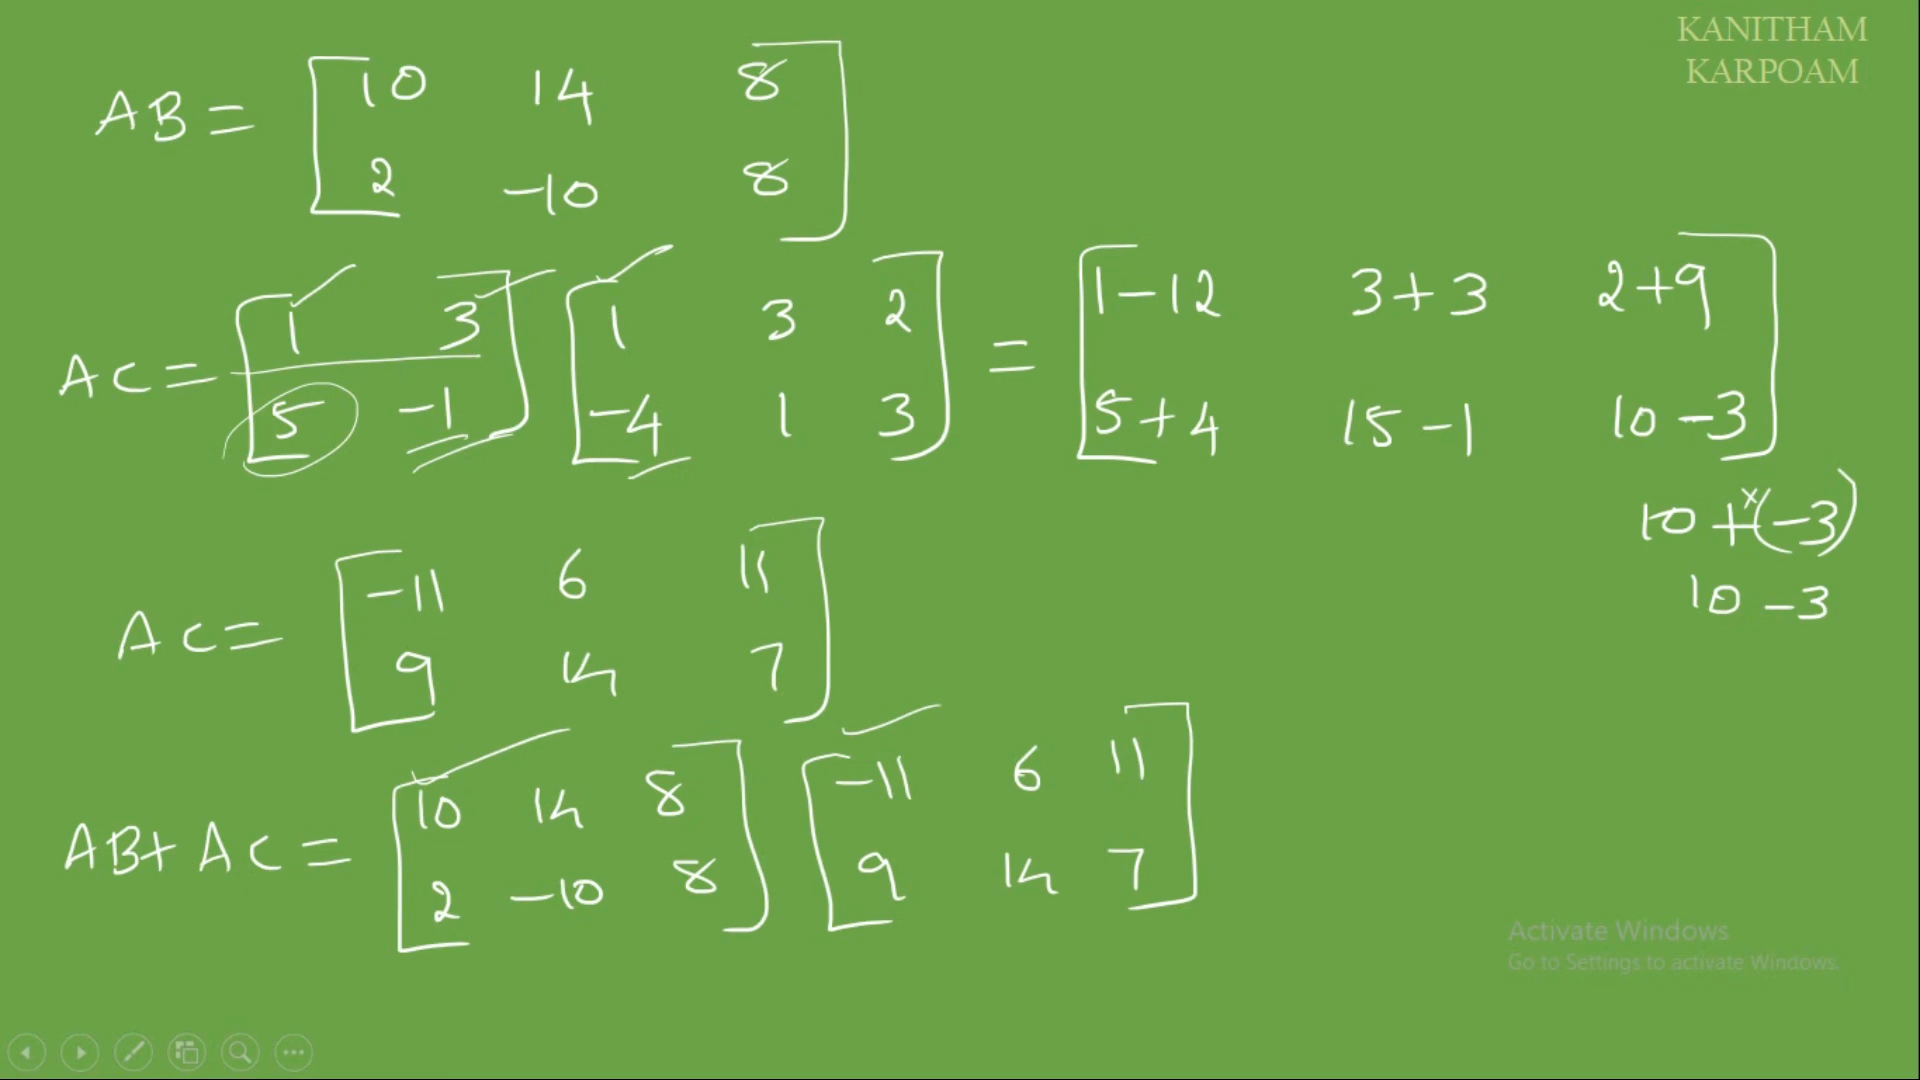 KANITHAM
KARPOAM
AB = [10 14 8
2 -10 8]
AC = [1 3
5 -1] [1 3 2
-4 1 3] = [1-12 3+3 2+9
5+4 15-1 10-3]
10 +x(-3)
10 -3
AC = [-11 6 11
9 14 7]
AB+AC = [10 14 8
2 -10 8] [-11 6 11
9 14 7]
Activate Windows
Go to Settings to activate Windows.